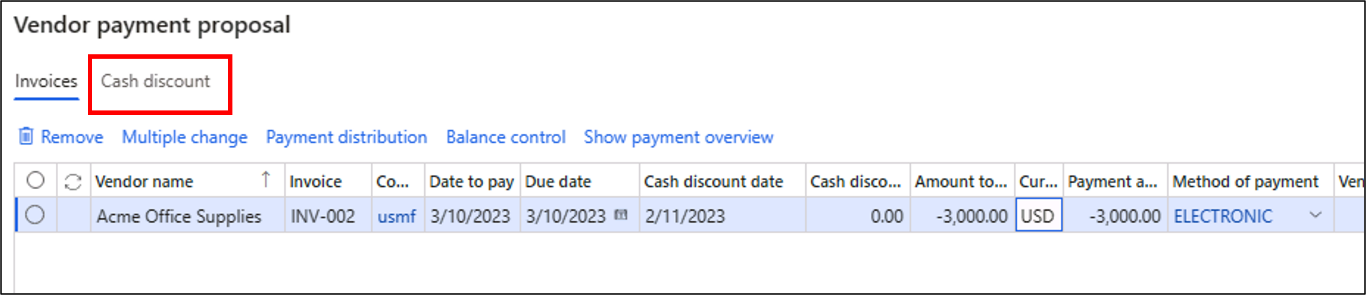 Vendor payment proposal
Invoices Cash discount
Remove Multiple change Payment distribution Balance control Show payment overview
Vendor name ↑ Invoice Co... Date to pay Due date Cash discount date Cash disco... Amount to... Cur... Payment a... Method of payment Ven
Acme Office Supplies INV-002 usmf 3/10/2023 3/10/2023 2/11/2023 0.00 -3,000.00 USD -3,000.00 ELECTRONIC